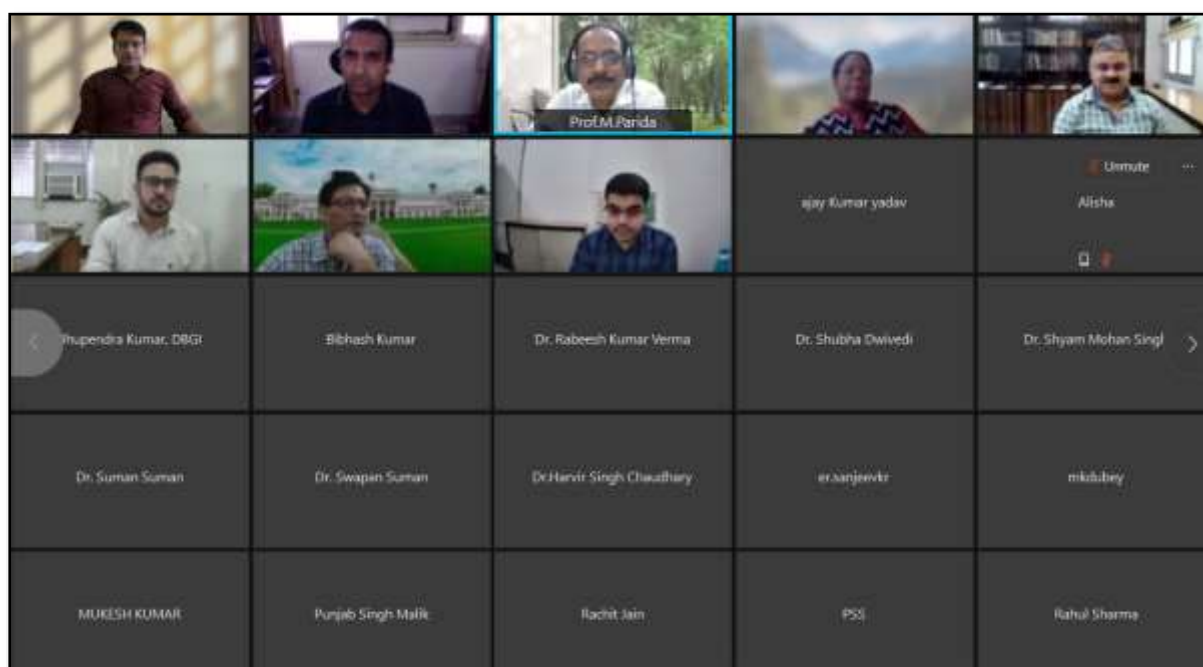 Prof.M.Parida
ajay Kumar yadav
Unmute
Alisha
hupendra Kumar, DBGI
Bibhash Kumar
Dr. Rabeesh Kumar Verma
Dr. Shubha Dwivedi
Dr. Shyam Mohan Singl
Dr. Suman Suman
Dr. Swapan Suman
Dr.Harvir Singh Chaudhary
er.sanjeevkr
mkdubey
MUKESH KUMAR
Punjab Singh Malik
Rachit Jain
PSS
Rahul Sharma